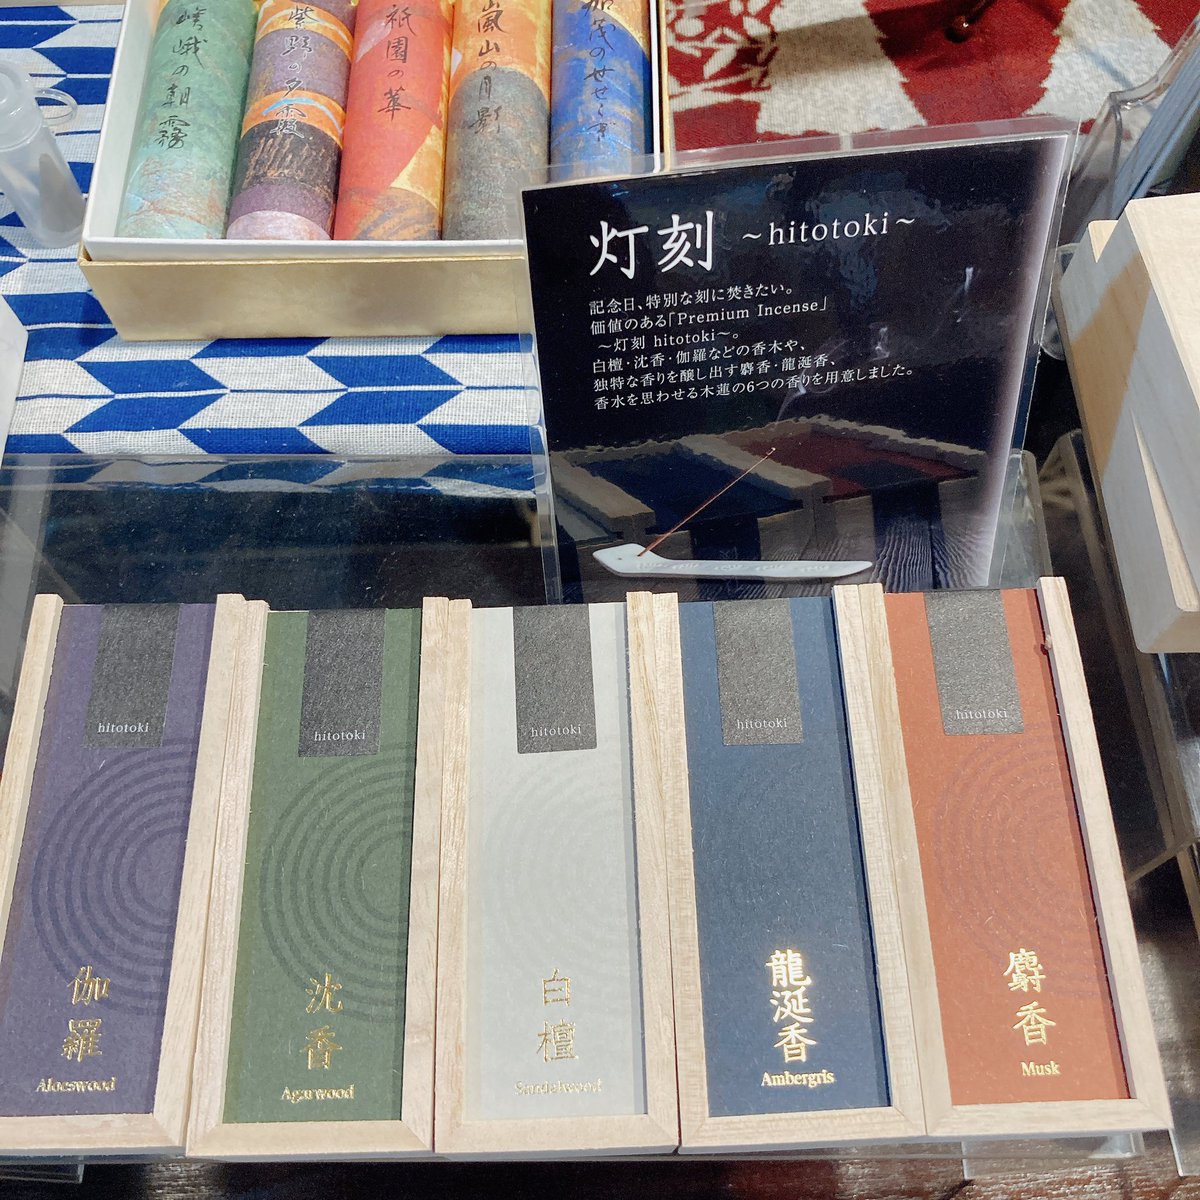 嵯峨の朝霧
紫野の夕霞
祇園の華
嵐山の月影
加茂のせせらぎ
灯刻 ~hitotoki~
記念日、特別な刻に焚きたい。
価値のある「Premium Incense」
~灯刻 hitotoki~。
白檀・沈香・伽羅などの香木や、
独特な香りを醸し出す麝香・龍涎香、
香水を思わせる木蓮の6つの香りを用意しました。
hitotoki
伽羅
Aloeswood
hitotoki
沈香
Agarwood
hitotoki
白檀
Sandalwood
hitotoki
龍涎香
Ambergris
hitotoki
麝香
Musk